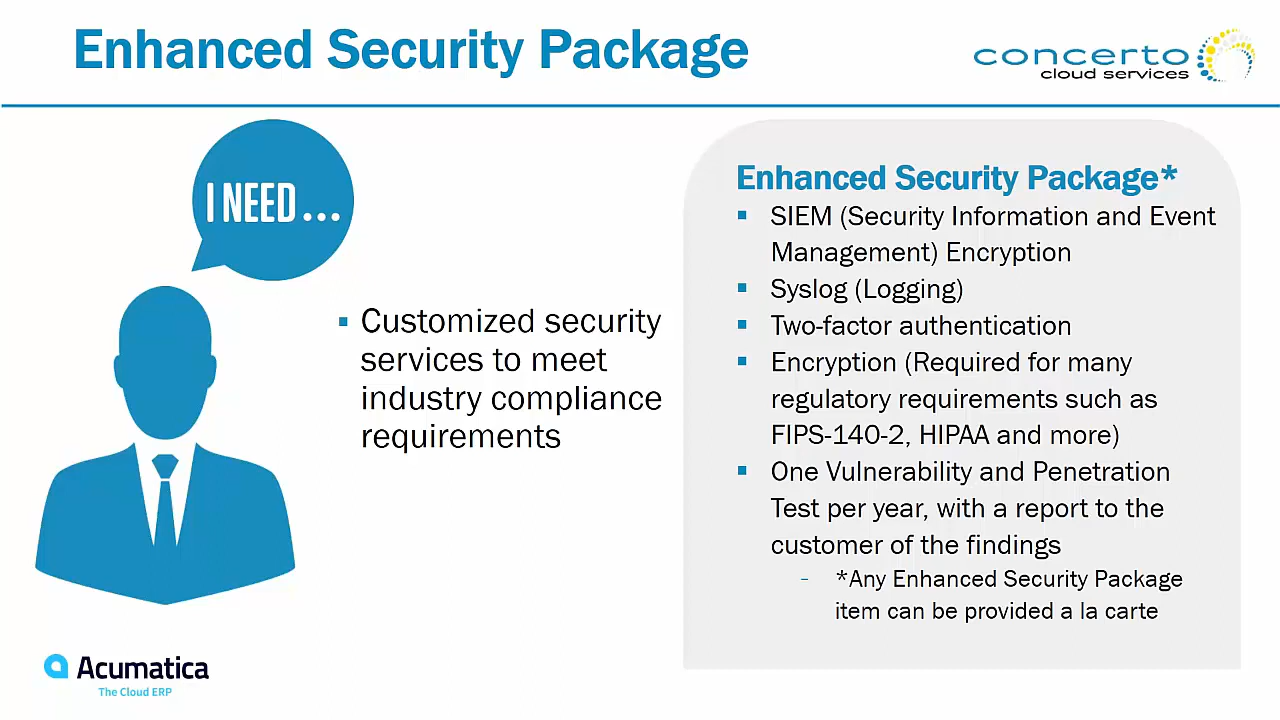 Enhanced Security Package
concerto
cloud services
I NEED...
▪ Customized security
services to meet
industry compliance
requirements
Enhanced Security Package*
▪ SIEM (Security Information and Event
Management) Encryption
▪ Syslog (Logging)
▪ Two-factor authentication
▪ Encryption (Required for many
regulatory requirements such as
FIPS-140-2, HIPAA and more)
▪ One Vulnerability and Penetration
Test per year, with a report to the
customer of the findings
- *Any Enhanced Security Package
item can be provided a la carte
Acumatica
The Cloud ERP